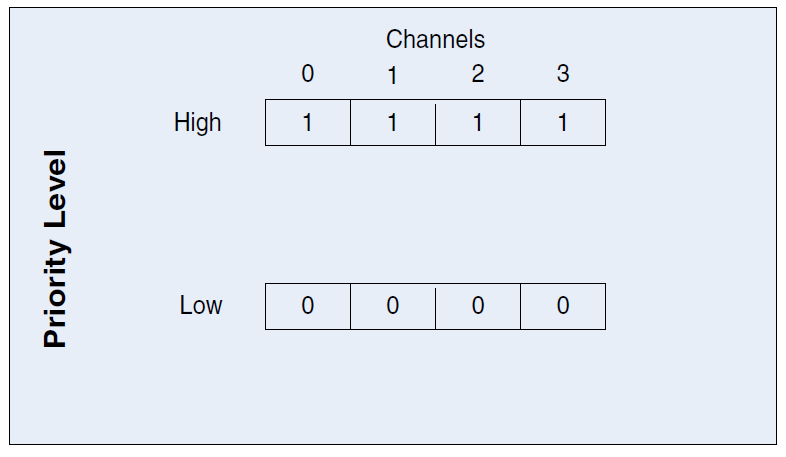 Channels
0 1 2 3
High 1 1 1 1
Priority Level
Low 0 0 0 0